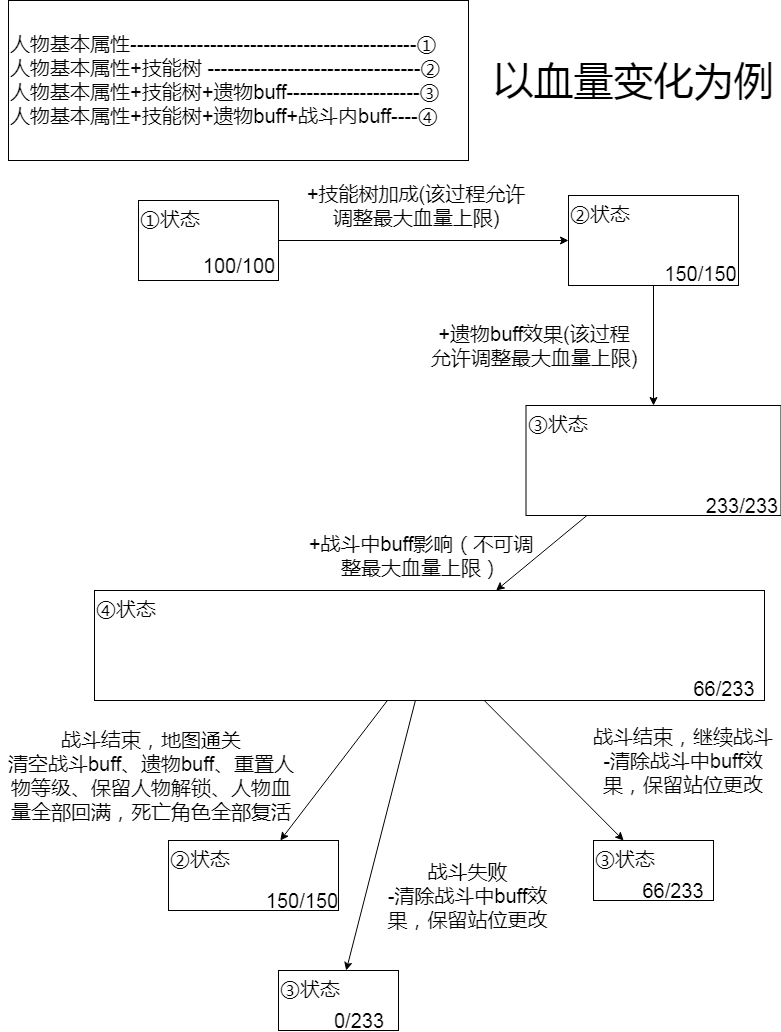 人物基本属性-------------------------------------------①
人物基本属性+技能树 --------------------------------②
人物基本属性+技能树+遗物buff--------------------③
人物基本属性+技能树+遗物buff+战斗内buff----④
以血量变化为例
+技能树加成(该过程允许
调整最大血量上限)
①状态
100/100
②状态
150/150
+遗物buff效果(该过程
允许调整最大血量上限)
③状态
233/233
+战斗中buff影响（不可调
整最大血量上限）
④状态
66/233
战斗结束，地图通关
清空战斗buff、遗物buff、重置人
物等级、保留人物解锁、人物血
量全部回满，死亡角色全部复活
战斗结束，继续战斗
-清除战斗中buff效
果，保留站位更改
②状态
150/150
战斗失败
-清除战斗中buff效
果，保留站位更改
③状态
66/233
③状态
0/233